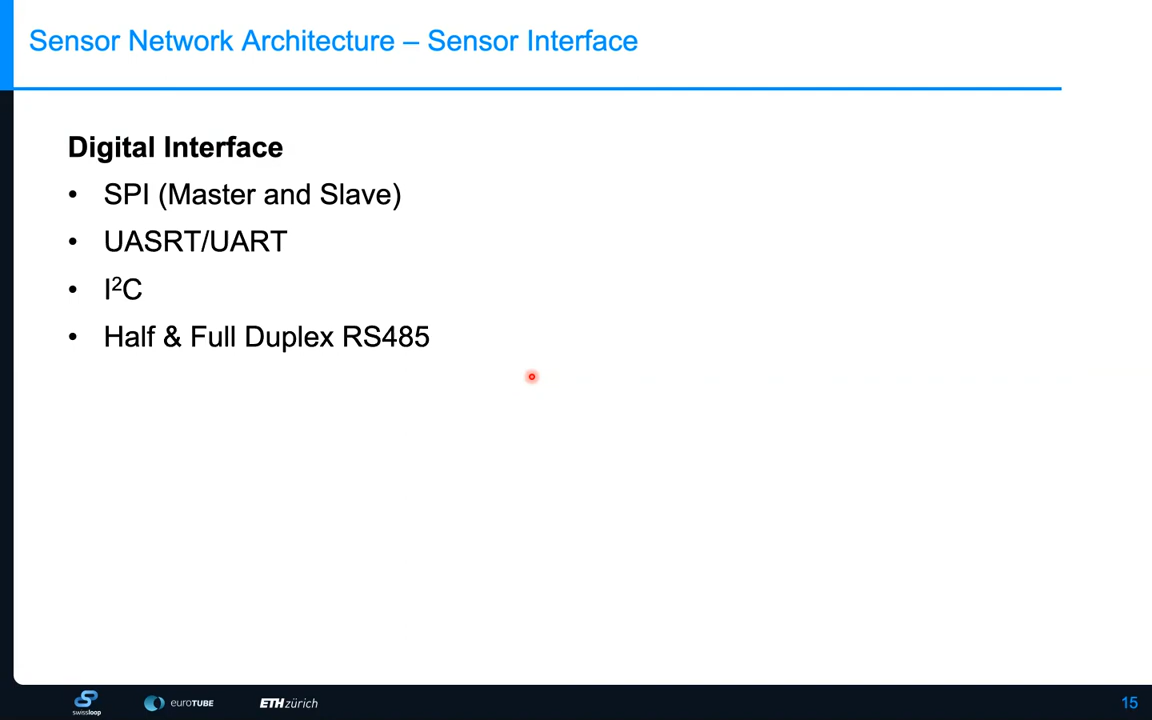 Sensor Network Architecture – Sensor Interface
Digital Interface
• SPI (Master and Slave)
• UASRT/UART
• I²C
• Half & Full Duplex RS485
swissloop
euroTUBE
ETH zürich
15